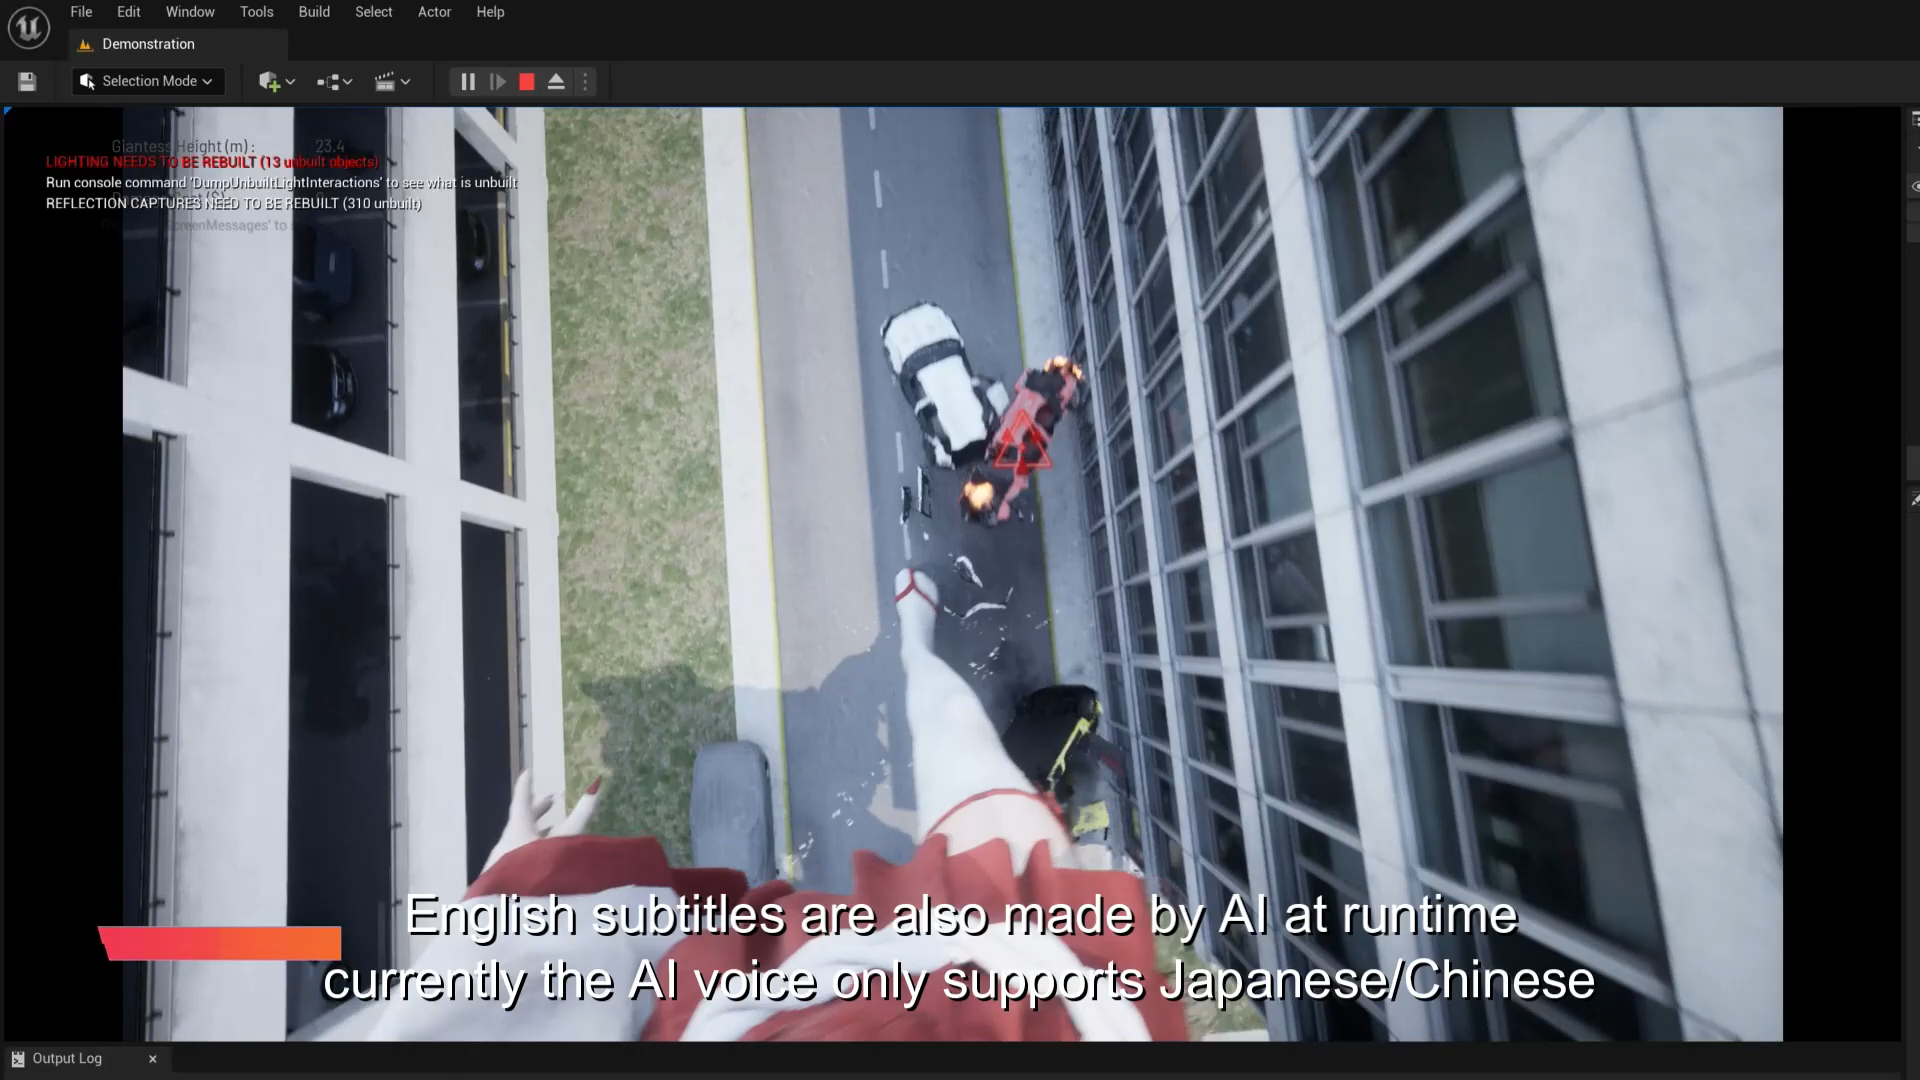 File Edit Window Tools Build Select Actor Help
Demonstration
Selection Mode
Giantess Height (m) : 23.4
LIGHTING NEEDS TO BE REBUILT (13 unbuilt objects)
Run console command 'DumpUnbuiltLightInteractions' to see what is unbuilt
REFLECTION CAPTURES NEED TO BE REBUILT (310 unbuilt)
ScreenMessages' to
English subtitles are also made by AI at runtime
currently the AI voice only supports Japanese/Chinese
Output Log